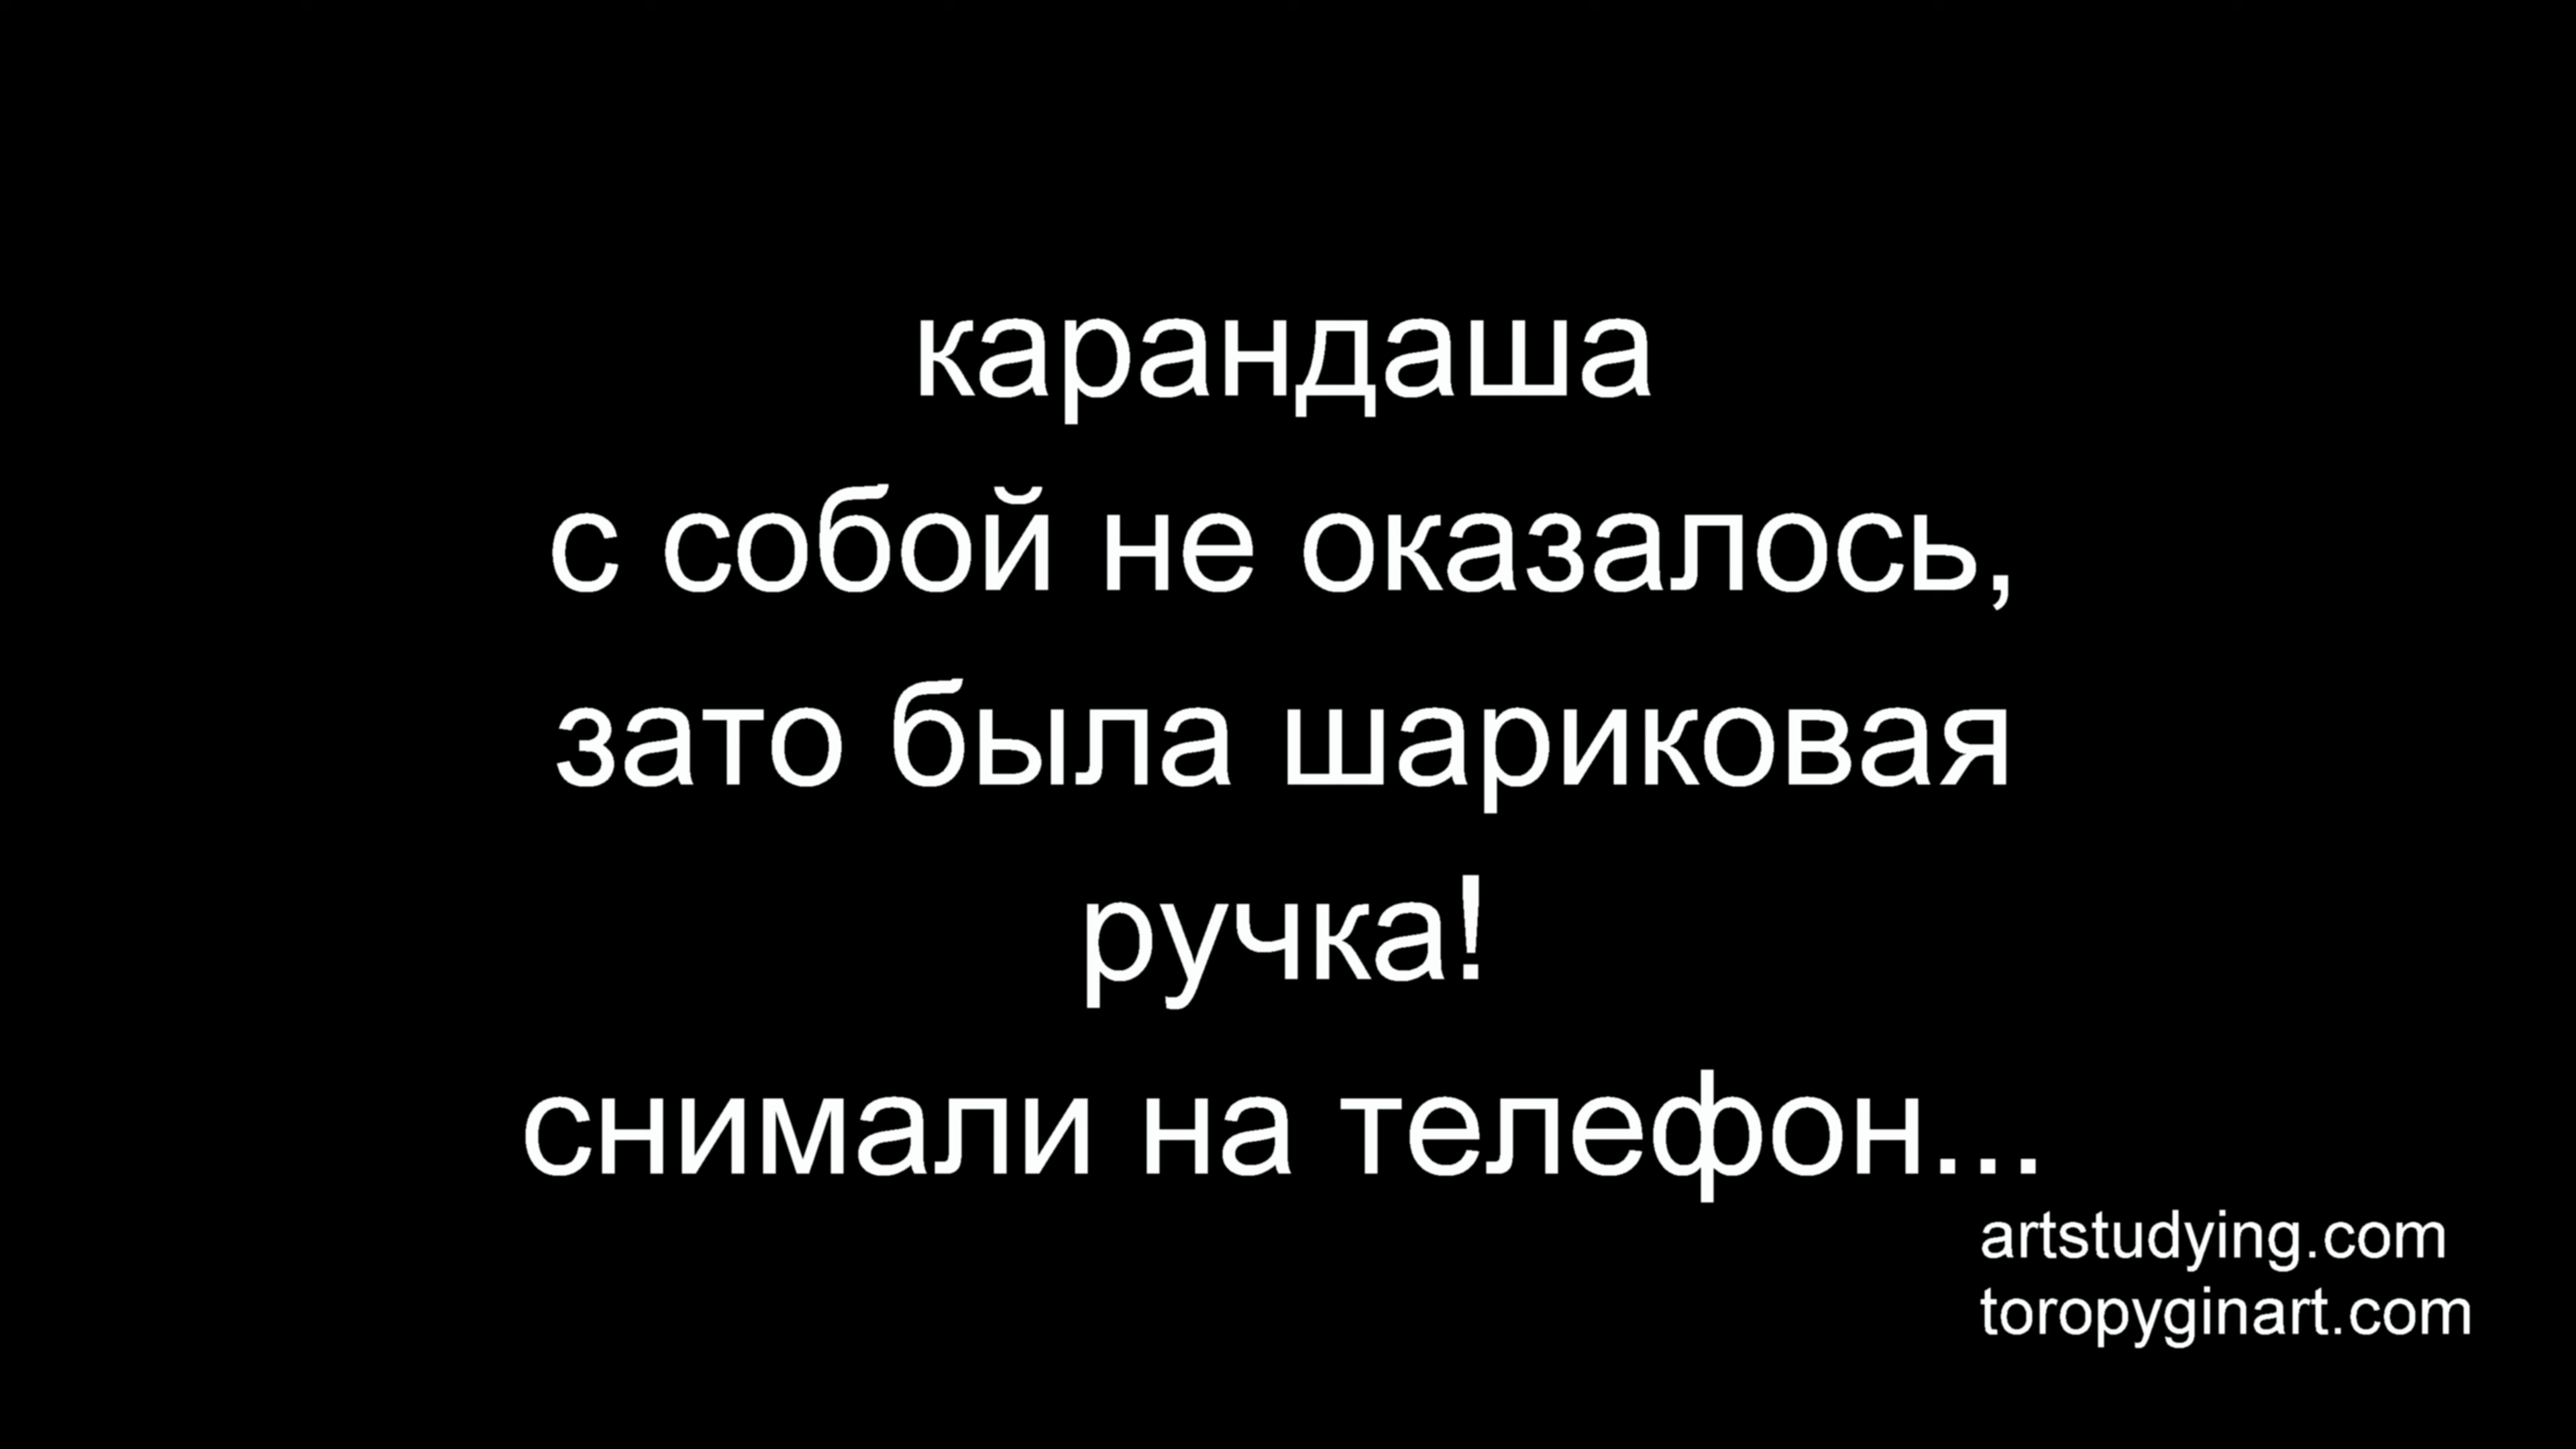 карандаша
с собой не оказалось,
зато была шариковая
ручка!
снимали на телефон...
artstudying.com
toropyginart.com